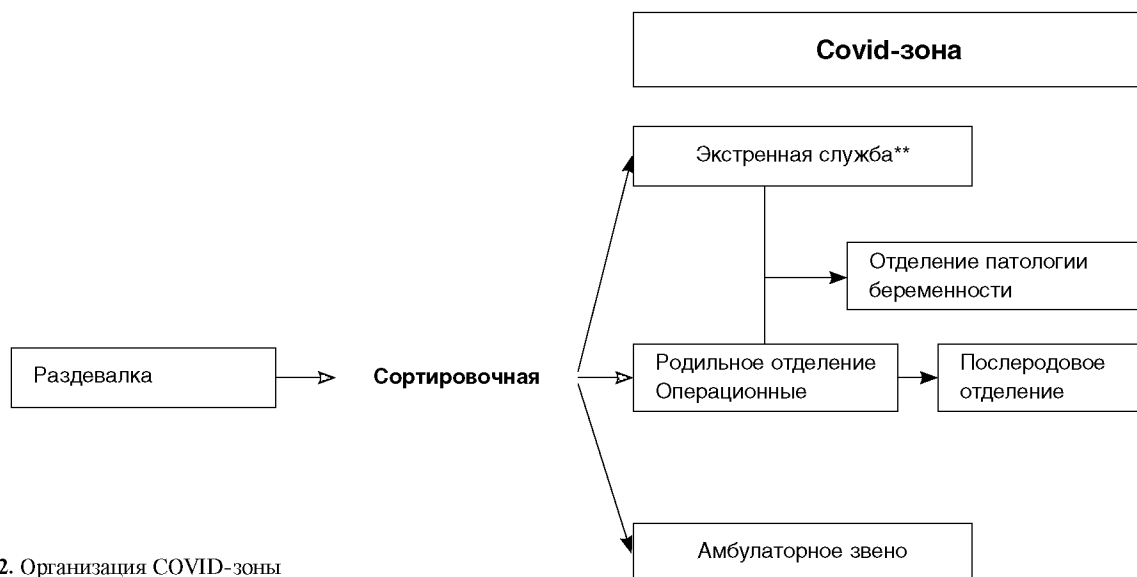 Covid-зона
Экстренная служба**
Отделение патологии
беременности
Раздевалка
Сортировочная
Родильное отделение
Операционные
Послеродовое
отделение
Амбулаторное звено
2. Организация COVID-зоны